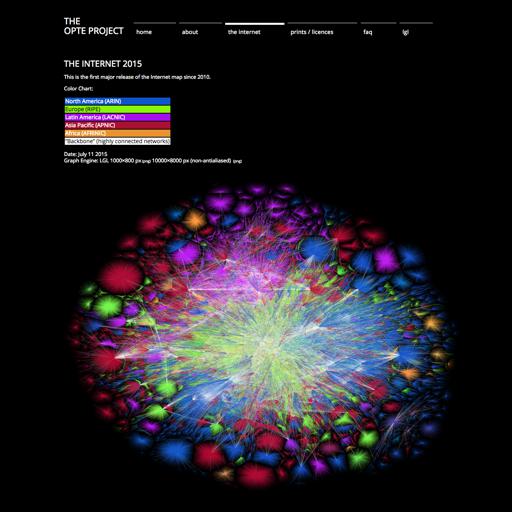 THE
OPTE PROJECT
home about the internet prints / licences faq lgl
THE INTERNET 2015
This is the first major release of the Internet map since 2010.
Color Chart:
North America (ARIN)
Europe (RIPE)
Latin America (LACNIC)
Asia Pacific (APNIC)
Africa (AFRINIC)
"Backbone" (highly connected networks)
Date: July 11 2015
Graph Engine: LGL 1000×800 px (png) 10000×8000 px (non-antialiased) (png)